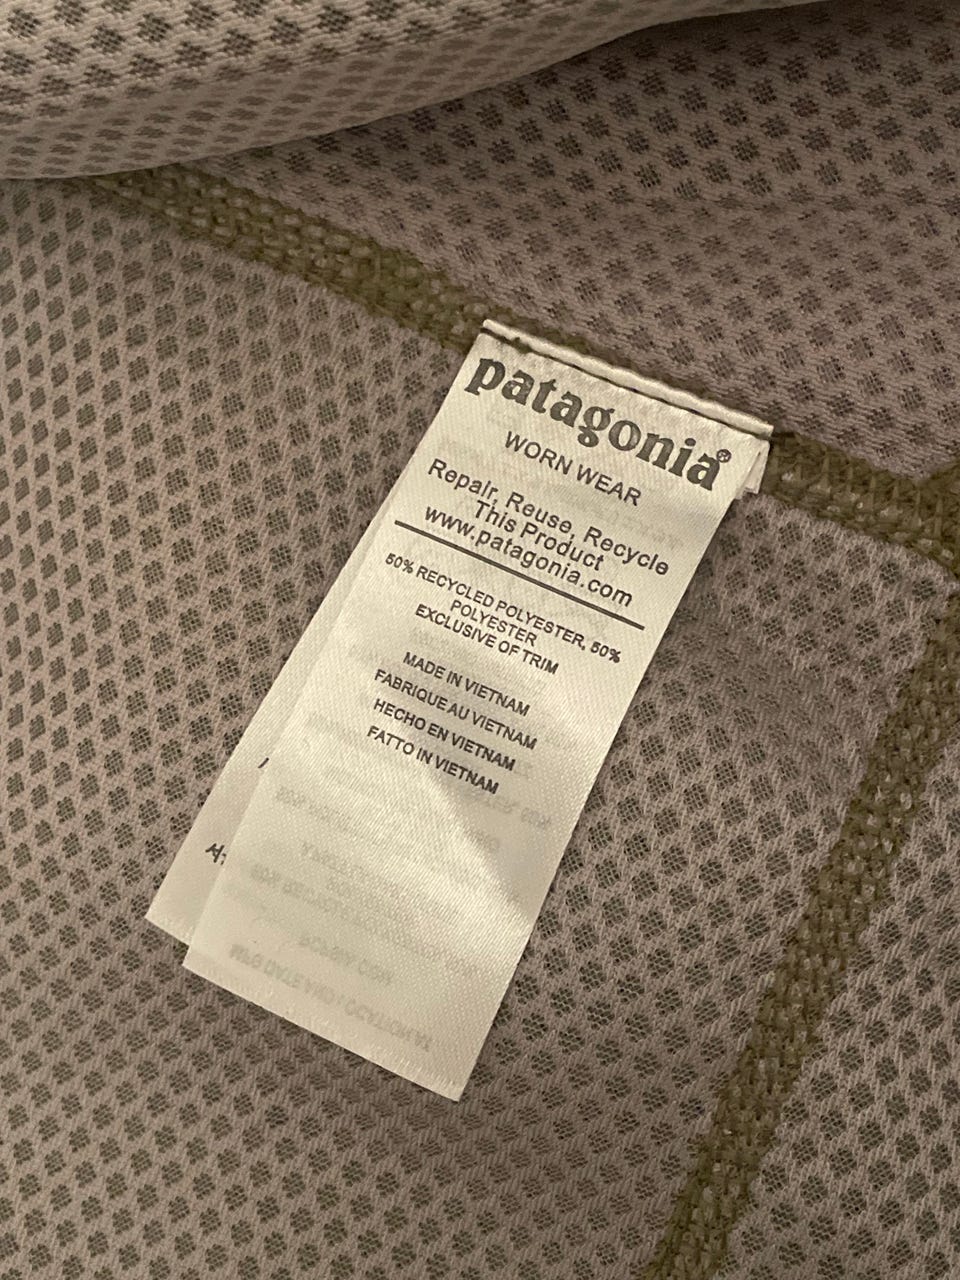 patagonia®
WORN WEAR
Repair, Reuse, Recycle
This Product
www.patagonia.com
50% RECYCLED POLYESTER, 50%
POLYESTER
EXCLUSIVE OF TRIM
MADE IN VIETNAM
FABRIQUE AU VIETNAM
HECHO EN VIETNAM
FATTO IN VIETNAM